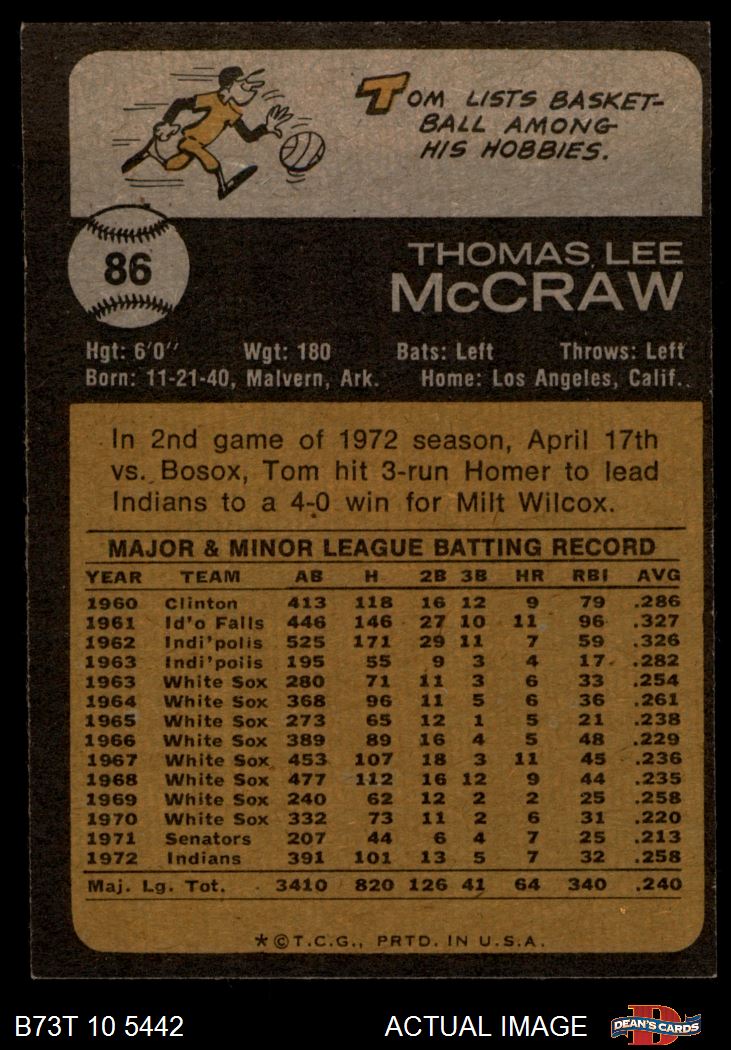 TOM LISTS BASKET-
BALL AMONG
HIS HOBBIES.
86
THOMAS LEE
McCRAW
Hgt: 6'0" Wgt: 180 Bats: Left Throws: Left
Born: 11-21-40, Malvern, Ark. Home: Los Angeles, Calif.
In 2nd game of 1972 season, April 17th
vs. Bosox, Tom hit 3-run Homer to lead
Indians to a 4-0 win for Milt Wilcox.
MAJOR & MINOR LEAGUE BATTING RECORD
YEAR TEAM AB H 2B 3B HR RBI AVG
1960 Clinton 413 118 16 12 9 79 .286
1961 Id'o Falls 446 146 27 10 11 96 .327
1962 Indi'polis 525 171 29 11 7 59 .326
1963 Indi'polis 195 55 9 3 4 17 .282
1963 White Sox 280 71 11 3 6 33 .254
1964 White Sox 368 96 11 5 6 36 .261
1965 White Sox 273 65 12 1 5 21 .238
1966 White Sox 389 89 16 4 5 48 .229
1967 White Sox 453 107 18 3 11 45 .236
1968 White Sox 477 112 16 12 9 44 .235
1969 White Sox 240 62 12 2 2 25 .258
1970 White Sox 332 73 11 2 6 31 .220
1971 Senators 207 44 6 4 7 25 .213
1972 Indians 391 101 13 5 7 32 .258
Maj. Lg. Tot. 3410 820 126 41 64 340 .240
*©T.C.G., PRTD. IN U.S.A.
B73T 10 5442 ACTUAL IMAGE D DEAN'S CARDS